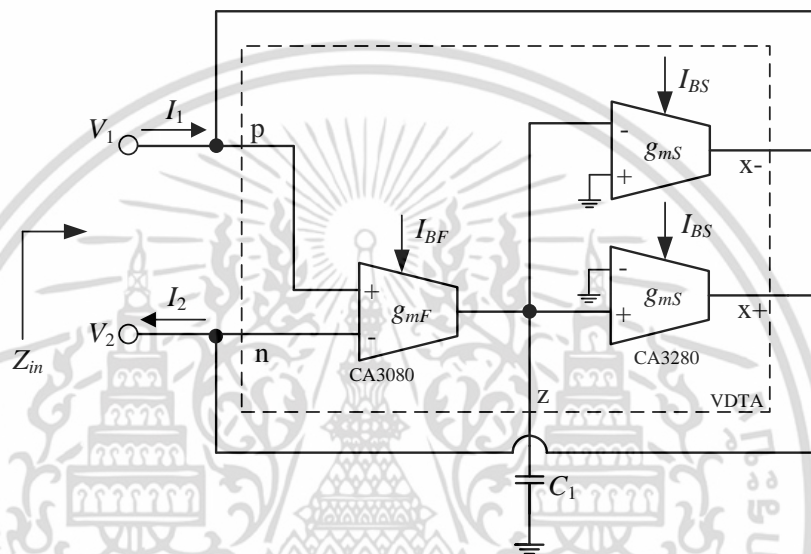 I_BS
I_1
V_1
p
-
+
g_mS
x-
I_BF
I_BS
I_2
V_2
Z_in
n
+
-
g_mF
CA3080
-
+
g_mS
x+
CA3280
z
VDTA
C_1